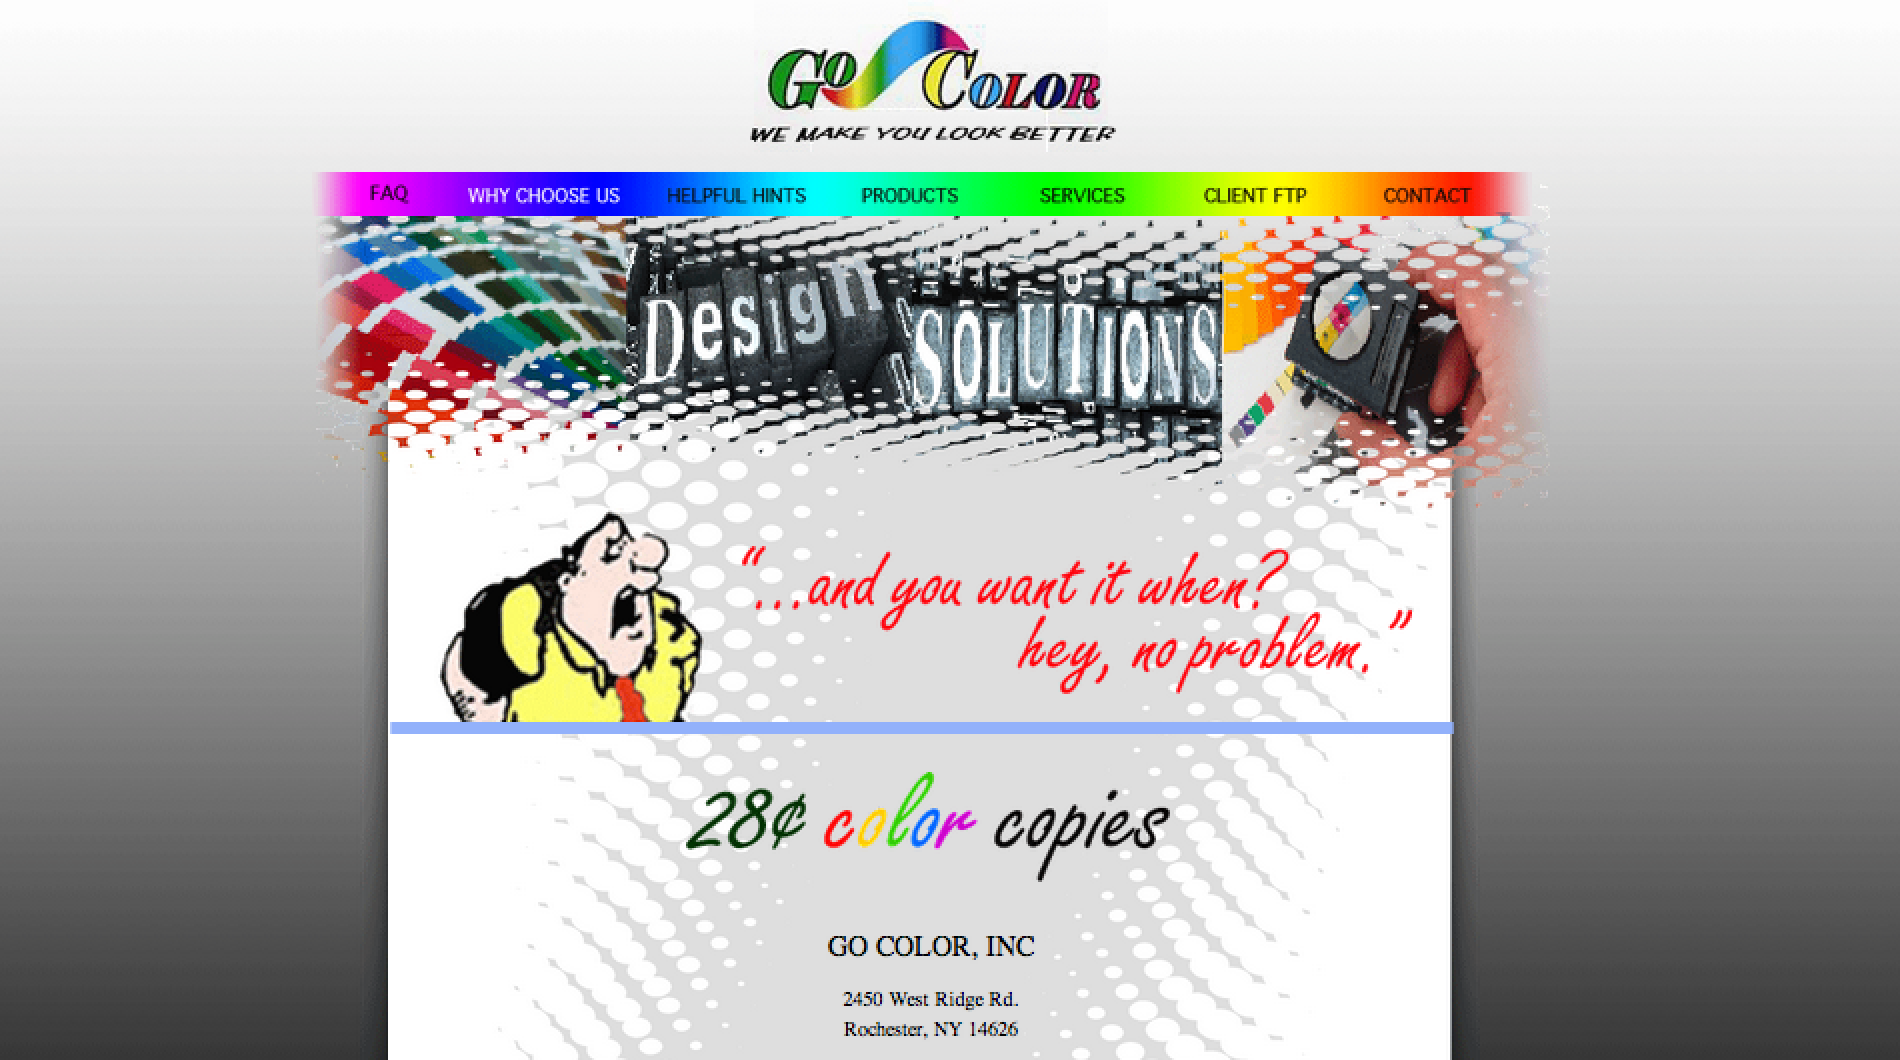 GO COLOR
WE MAKE YOU LOOK BETTER
FAQ WHY CHOOSE US HELPFUL HINTS PRODUCTS SERVICES CLIENT FTP CONTACT
Design SOLUTIONS
“...and you want it when?
hey, no problem.”
28¢ color copies
GO COLOR, INC
2450 West Ridge Rd.
Rochester, NY 14626